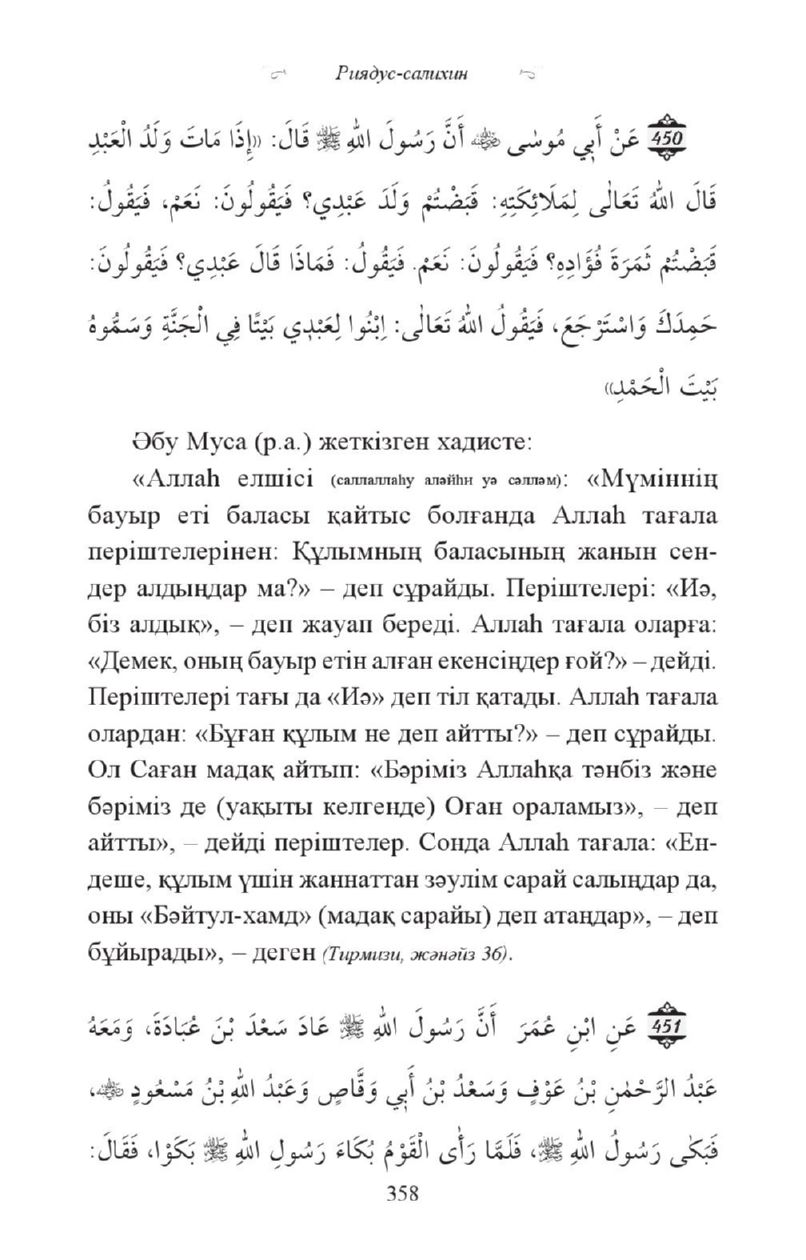 Риядус-салихин
450 عَنْ أَبِي مُوسٰى ﷺ أَنَّ رَسُولَ اللهِ ﷺ قَالَ: «إِذَا مَاتَ وَلَدُ الْعَبْدِ
قَالَ اللهُ تَعَالٰى لِمَلَائِكَتِهِ: قَبَضْتُمْ وَلَدَ عَبْدِي؟ فَيَقُولُونَ: نَعَمْ، فَيَقُولُ:
قَبَضْتُمْ ثَمَرَةَ فُؤَادِهِ؟ فَيَقُولُونَ: نَعَمْ. فَيَقُولُ: فَمَاذَا قَالَ عَبْدِي؟ فَيَقُولُونَ:
حَمِدَكَ وَاسْتَرْجَعَ، فَيَقُولُ اللهُ تَعَالٰى: اِبْنُوا لِعَبْدِي بَيْتًا فِي الْجَنَّةِ وَسَمُّوهُ
بَيْتَ الْحَمْدِ»
Әбу Муса (р.а.) жеткізген хадисте:
«Аллаһ елшісі (саллаллаһу аләйһи уә сәлләм): «Мүміннің
бауыр еті баласы қайтыс болғанда Аллаһ тағала
періштелерінен: Құлымның баласының жанын сен-
дер алдыңдар ма?» – деп сұрайды. Періштелері: «Иә,
біз алдық», – деп жауап береді. Аллаһ тағала оларға:
«Демек, оның бауыр етін алған екенсіңдер ғой?» – дейді.
Періштелері тағы да «Иә» деп тіл қатады. Аллаһ тағала
олардан: «Бұған құлым не деп айтты?» – деп сұрайды.
Ол Саған мадақ айтып: «Бәріміз Аллаһқа тәнбіз және
бәріміз де (уақыты келгенде) Оған ораламыз», – деп
айтты», – дейді періштелер. Сонда Аллаһ тағала: «Ен-
деше, құлым үшін жаннаттан зәулім сарай салыңдар да,
оны «Бәйтул-хамд» (мадақ сарайы) деп атаңдар», – деп
бұйырады», – деген (Тирмизи, жәнәйз 36).
451 عَنِ ابْنِ عُمَرَ أَنَّ رَسُولَ اللهِ ﷺ عَادَ سَعْدَ بْنَ عُبَادَةَ، وَمَعَهُ
عَبْدُ الرَّحْمٰنِ بْنُ عَوْفٍ وَسَعْدُ بْنُ أَبِي وَقَّاصٍ وَعَبْدُ اللهِ بْنُ مَسْعُودٍ ،
فَبَكٰى رَسُولُ اللهِ ﷺ، فَلَمَّا رَأٰى الْقَوْمُ بُكَاءَ رَسُولِ اللهِ ﷺ بَكَوْا، فَقَالَ:
358